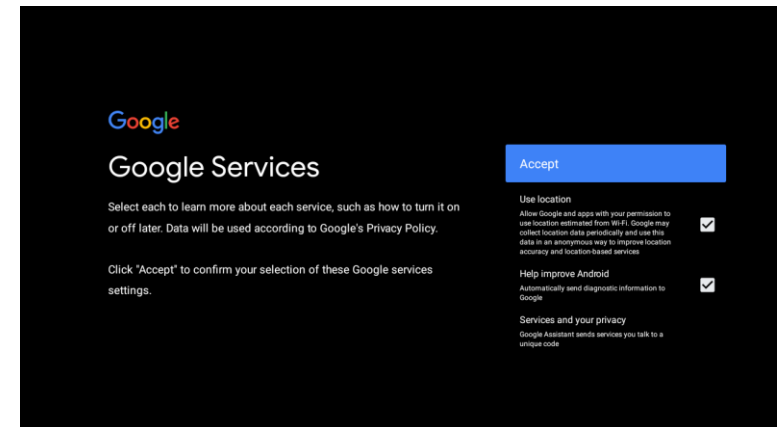 Google
Google Services
Select each to learn more about each service, such as how to turn it on
or off later. Data will be used according to Google's Privacy Policy.
Click "Accept" to confirm your selection of these Google services
settings.
Accept
Use location
Allow Google and apps with your permission to
use location estimated from Wi-Fi. Google may
collect location data periodically and use this
data in an anonymous way to improve location
accuracy and location-based services
Help improve Android
Automatically send diagnostic information to
Google
Services and your privacy
Google Assistant sends services you talk to a
unique code